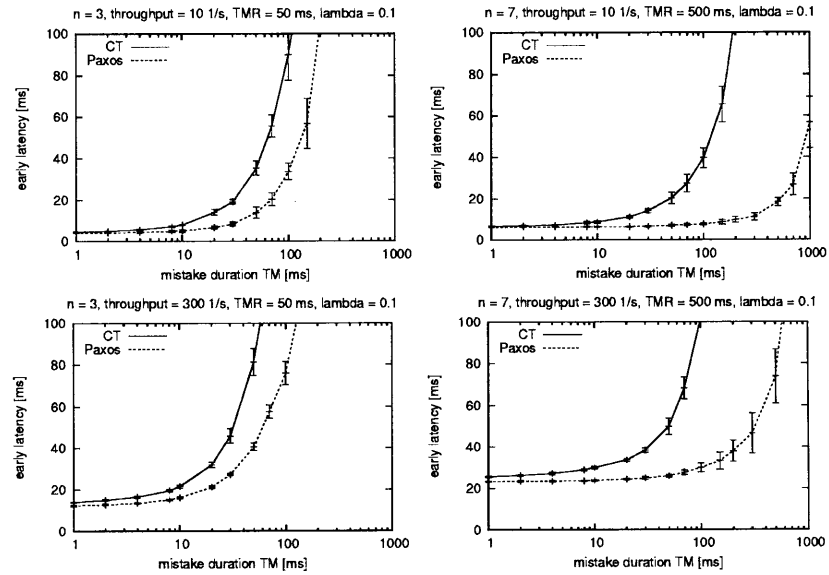 n = 3, throughput = 10 1/s, TMR = 50 ms, lambda = 0.1
100
80
60
40
20
0
early latency [ms]
CT
Paxos
1
10
100
1000
mistake duration TM [ms]
n = 7, throughput = 10 1/s, TMR = 500 ms, lambda = 0.1
100
80
60
40
20
0
early latency [ms]
CT
Paxos
1
10
100
1000
mistake duration TM [ms]
n = 3, throughput = 300 1/s, TMR = 50 ms, lambda = 0.1
100
80
60
40
20
0
early latency [ms]
CT
Paxos
1
10
100
1000
mistake duration TM [ms]
n = 7, throughput = 300 1/s, TMR = 500 ms, lambda = 0.1
100
80
60
40
20
0
early latency [ms]
CT
Paxos
1
10
100
1000
mistake duration TM [ms]